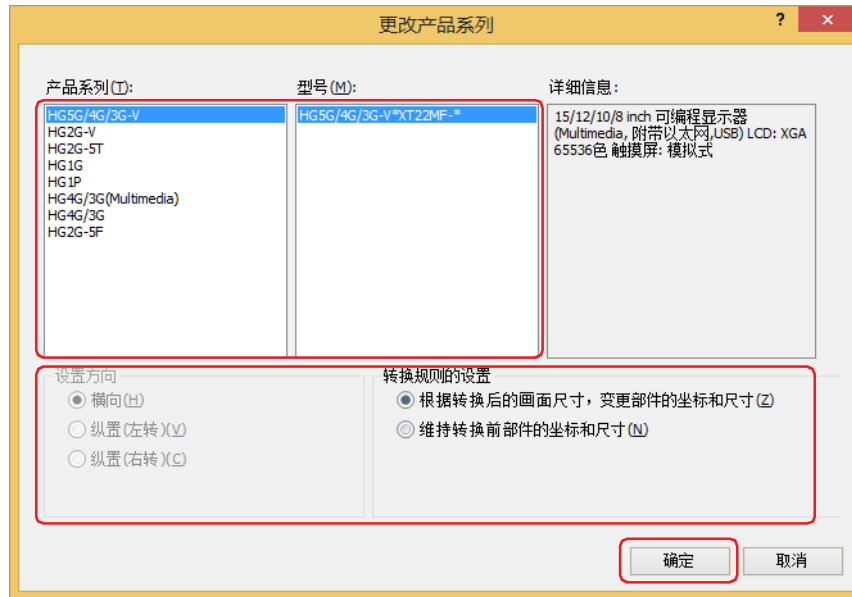 更改产品系列
? ×
产品系列(T):
型号(M):
详细信息:
HG5G/4G/3G-V
HG2G-V
HG2G-5T
HG1G
HG1P
HG4G/3G(Multimedia)
HG4G/3G
HG2G-5F
HG5G/4G/3G-V*XT22MF-*
15/12/10/8 inch 可编程显示器
(Multimedia, 附带以太网,USB) LCD: XGA
65536色 触摸屏: 模拟式
设置方向
横向(H)
纵置(左转)(V)
纵置(右转)(C)
转换规则的设置
根据转换后的画面尺寸，变更部件的坐标和尺寸(Z)
维持转换前部件的坐标和尺寸(N)
确定
取消